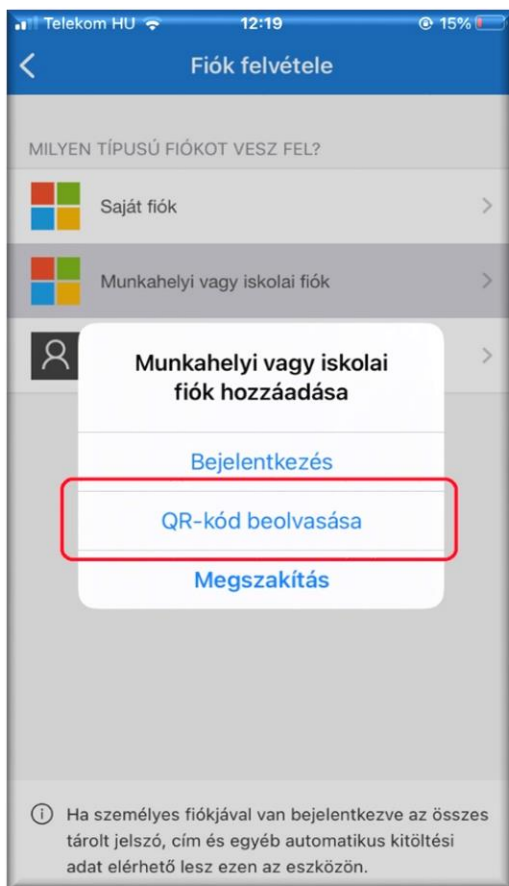 Telekom HU 12:19 15%
Fiók felvétele
MILYEN TÍPUSÚ FIÓKOT VESZ FEL?
Saját fiók
Munkahelyi vagy iskolai fiók
Munkahelyi vagy iskolai
fiók hozzáadása
Bejelentkezés
QR-kód beolvasása
Megszakítás
Ha személyes fiókjával van bejelentkezve az összes
tárolt jelszó, cím és egyéb automatikus kitöltési
adat elérhető lesz ezen az eszközön.